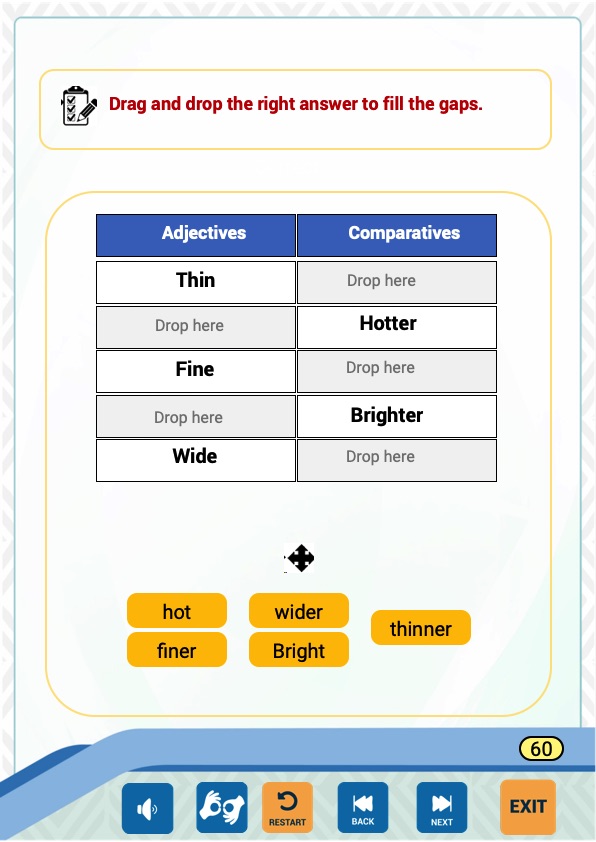 Drag and drop the right answer to fill the gaps.
Adjectives Comparatives
Thin Drop here
Drop here Hotter
Fine Drop here
Drop here Brighter
Wide Drop here
hot wider thinner
finer Bright
60
RESTART BACK NEXT EXIT